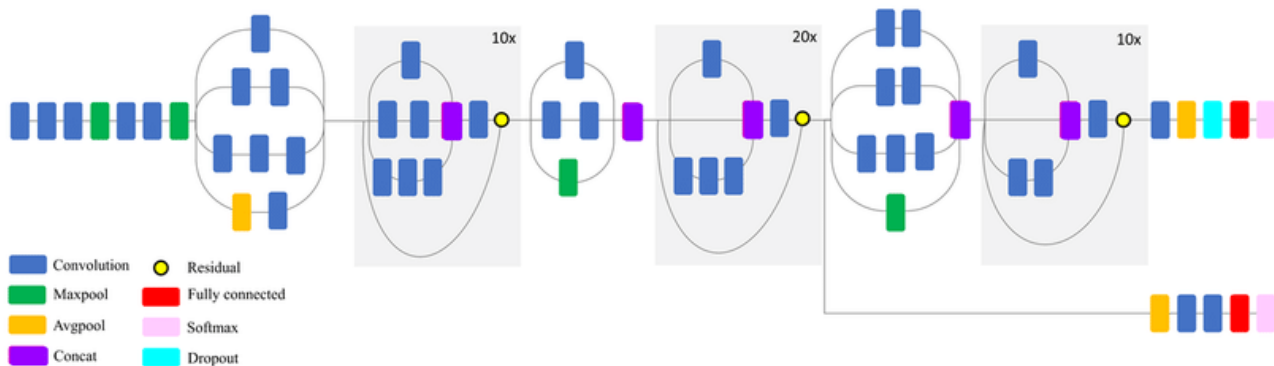 10x
20x
10x
Convolution
Residual
Maxpool
Fully connected
Avgpool
Softmax
Concat
Dropout